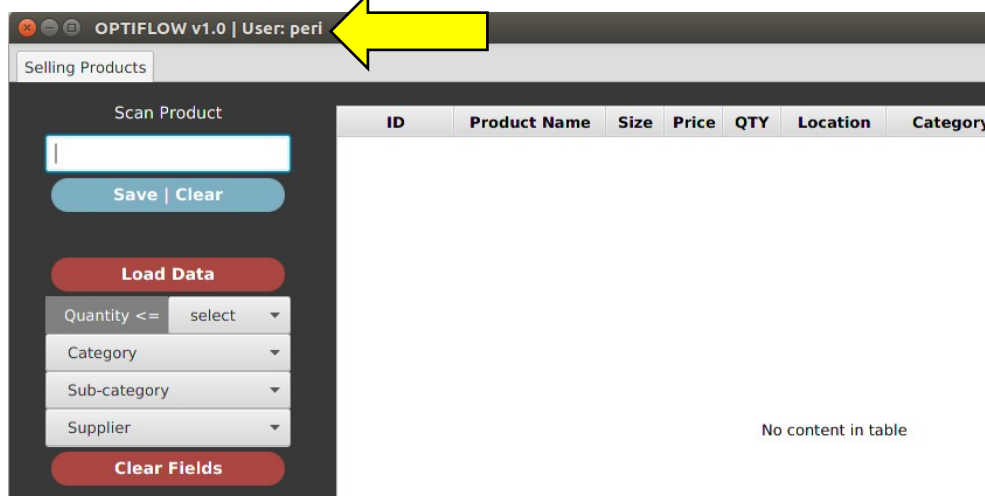 OPTIFLOW v1.0 | User: peri
Selling Products
Scan Product
Save | Clear
Load Data
Quantity <= select
Category
Sub-category
Supplier
Clear Fields
ID Product Name Size Price QTY Location Category
No content in table